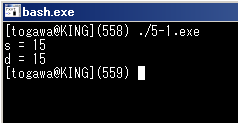 bash.exe
[togawa@KING](558) ./5-1.exe
s = 15
d = 15
[togawa@KING](559)